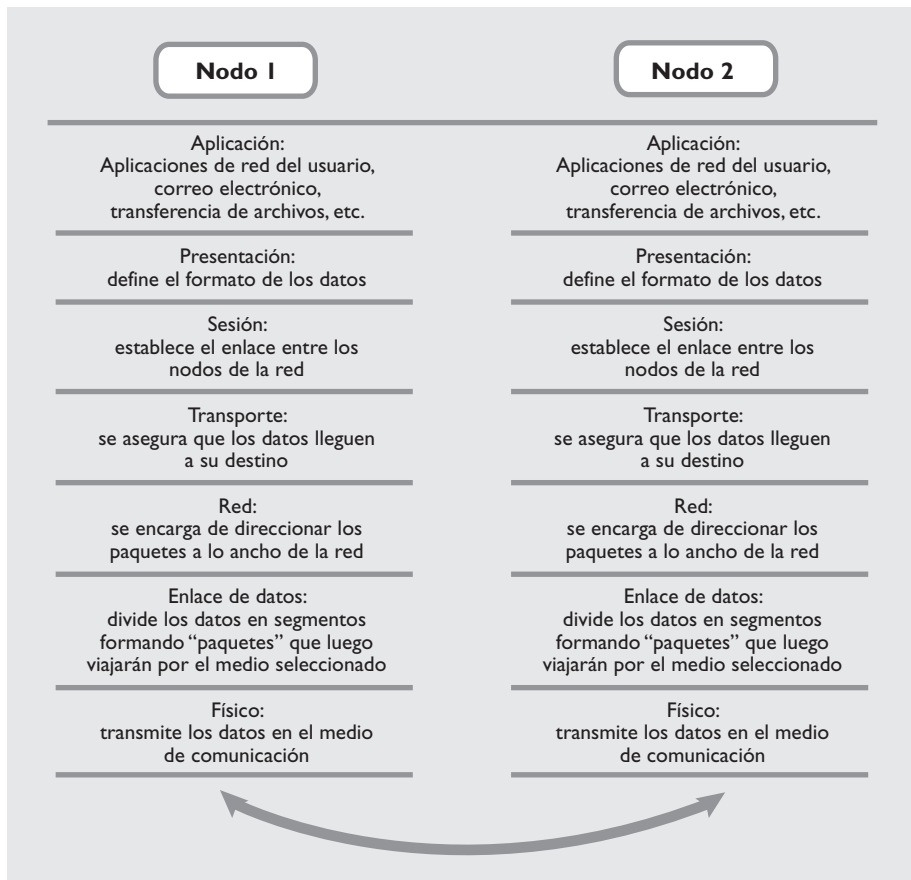 Nodo 1
Aplicación:
Aplicaciones de red del usuario,
correo electrónico,
transferencia de archivos, etc.
Presentación:
define el formato de los datos
Sesión:
establece el enlace entre los
nodos de la red
Transporte:
se asegura que los datos lleguen
a su destino
Red:
se encarga de direccionar los
paquetes a lo ancho de la red
Enlace de datos:
divide los datos en segmentos
formando “paquetes” que luego
viajarán por el medio seleccionado
Físico:
transmite los datos en el medio
de comunicación
Nodo 2
Aplicación:
Aplicaciones de red del usuario,
correo electrónico,
transferencia de archivos, etc.
Presentación:
define el formato de los datos
Sesión:
establece el enlace entre los
nodos de la red
Transporte:
se asegura que los datos lleguen
a su destino
Red:
se encarga de direccionar los
paquetes a lo ancho de la red
Enlace de datos:
divide los datos en segmentos
formando “paquetes” que luego
viajarán por el medio seleccionado
Físico:
transmite los datos en el medio
de comunicación